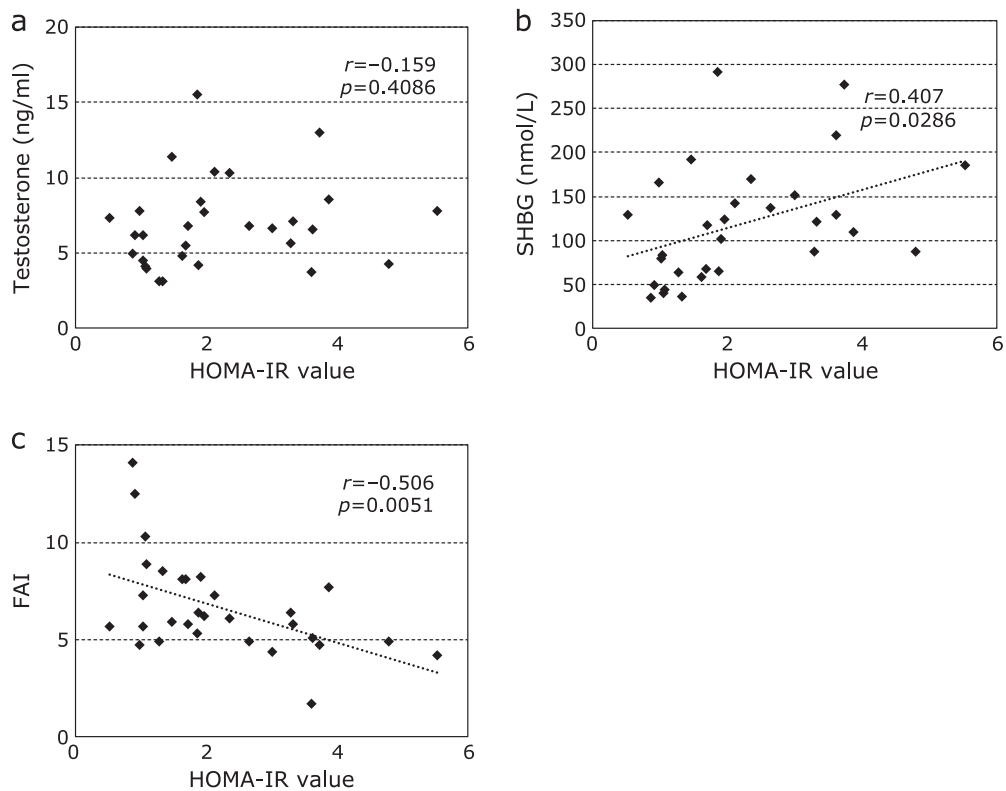 a
20
15
10
5
0
Testosterone (ng/ml)
r=−0.159
p=0.4086
0
2
4
6
HOMA-IR value
b
350
300
250
200
150
100
50
0
SHBG (nmol/L)
r=0.407
p=0.0286
0
2
4
6
HOMA-IR value
c
15
10
5
0
FAI
r=−0.506
p=0.0051
0
2
4
6
HOMA-IR value